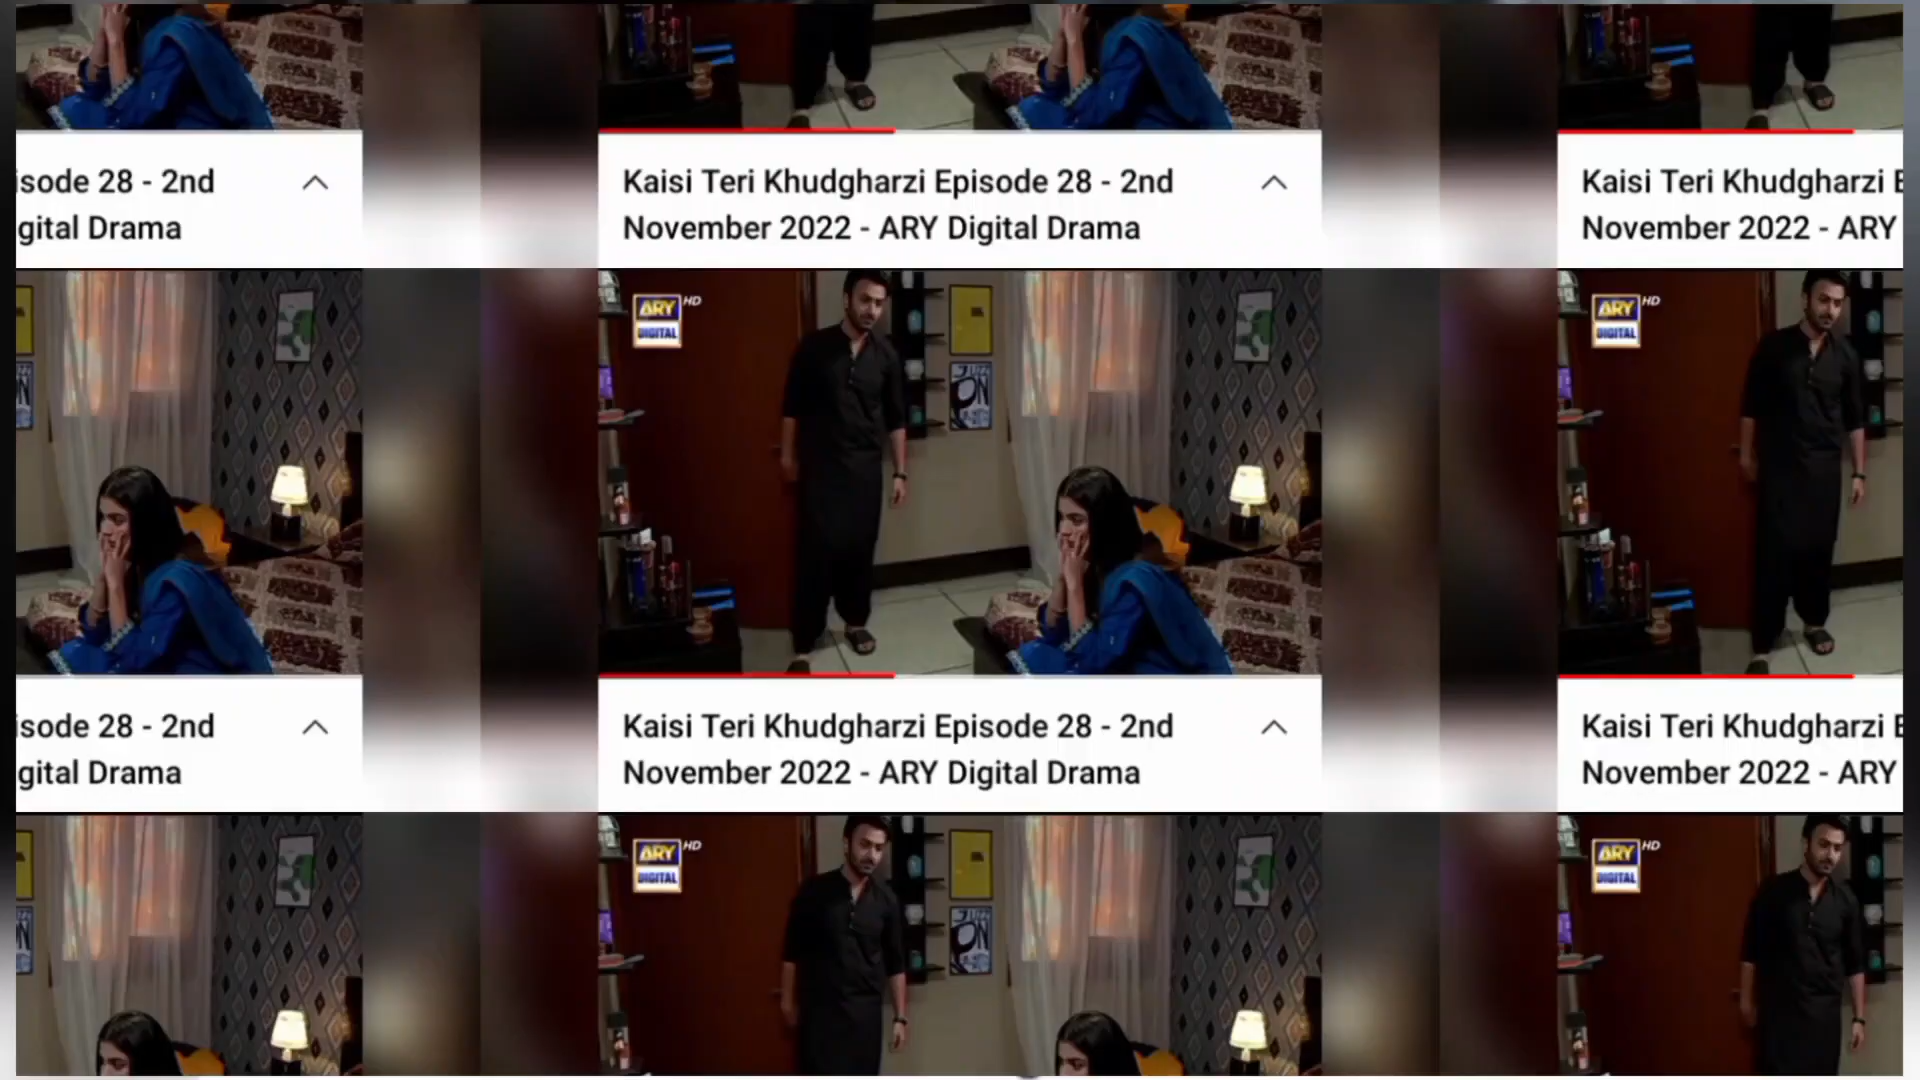 isode 28 - 2nd
gital Drama
Kaisi Teri Khudgharzi Episode 28 - 2nd
November 2022 - ARY Digital Drama
Kaisi Teri Khudgharzi E
November 2022 - ARY
ARY HD
DIGITAL
ARY HD
DIGITAL
isode 28 - 2nd
gital Drama
Kaisi Teri Khudgharzi Episode 28 - 2nd
November 2022 - ARY Digital Drama
Kaisi Teri Khudgharzi E
November 2022 - ARY
ARY HD
DIGITAL
ARY HD
DIGITAL